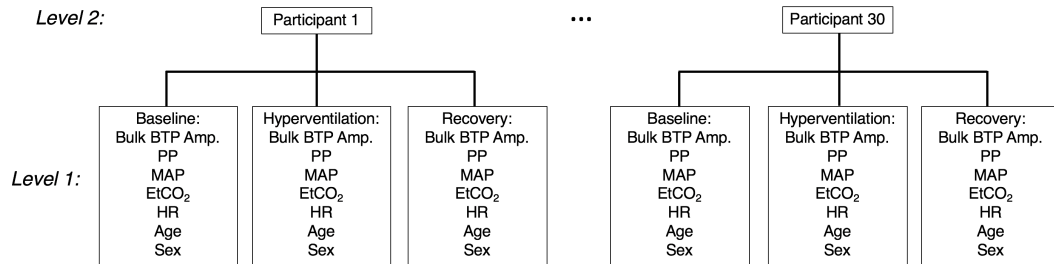 Level 2:
Participant 1
...
Participant 30
Level 1:
Baseline:
Bulk BTP Amp.
PP
MAP
EtCO₂
HR
Age
Sex
Hyperventilation:
Bulk BTP Amp.
PP
MAP
EtCO₂
HR
Age
Sex
Recovery:
Bulk BTP Amp.
PP
MAP
EtCO₂
HR
Age
Sex
Baseline:
Bulk BTP Amp.
PP
MAP
EtCO₂
HR
Age
Sex
Hyperventilation:
Bulk BTP Amp.
PP
MAP
EtCO₂
HR
Age
Sex
Recovery:
Bulk BTP Amp.
PP
MAP
EtCO₂
HR
Age
Sex